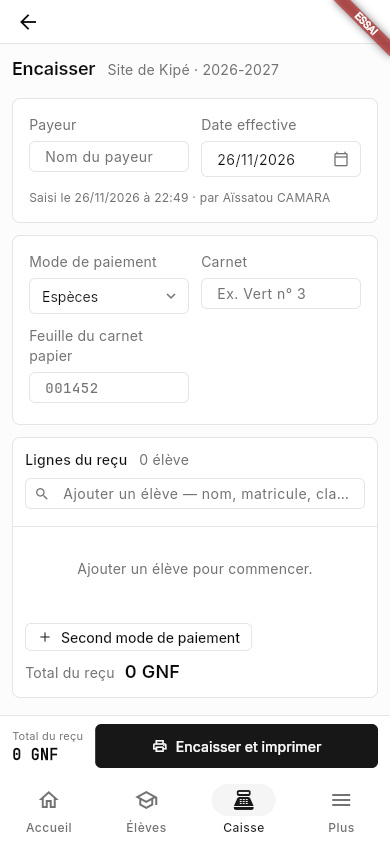 ESSAI
Encaisser Site de Kipé · 2026-2027
Payeur Date effective
Nom du payeur 26/11/2026
Saisi le 26/11/2026 à 22:49 · par Aïssatou CAMARA
Mode de paiement Carnet
Espèces Ex. Vert n° 3
Feuille du carnet
papier
001452
Lignes du reçu 0 élève
Ajouter un élève — nom, matricule, cla...
Ajouter un élève pour commencer.
Second mode de paiement
Total du reçu 0 GNF
Total du reçu
0 GNF
Encaisser et imprimer
Accueil Élèves Caisse Plus